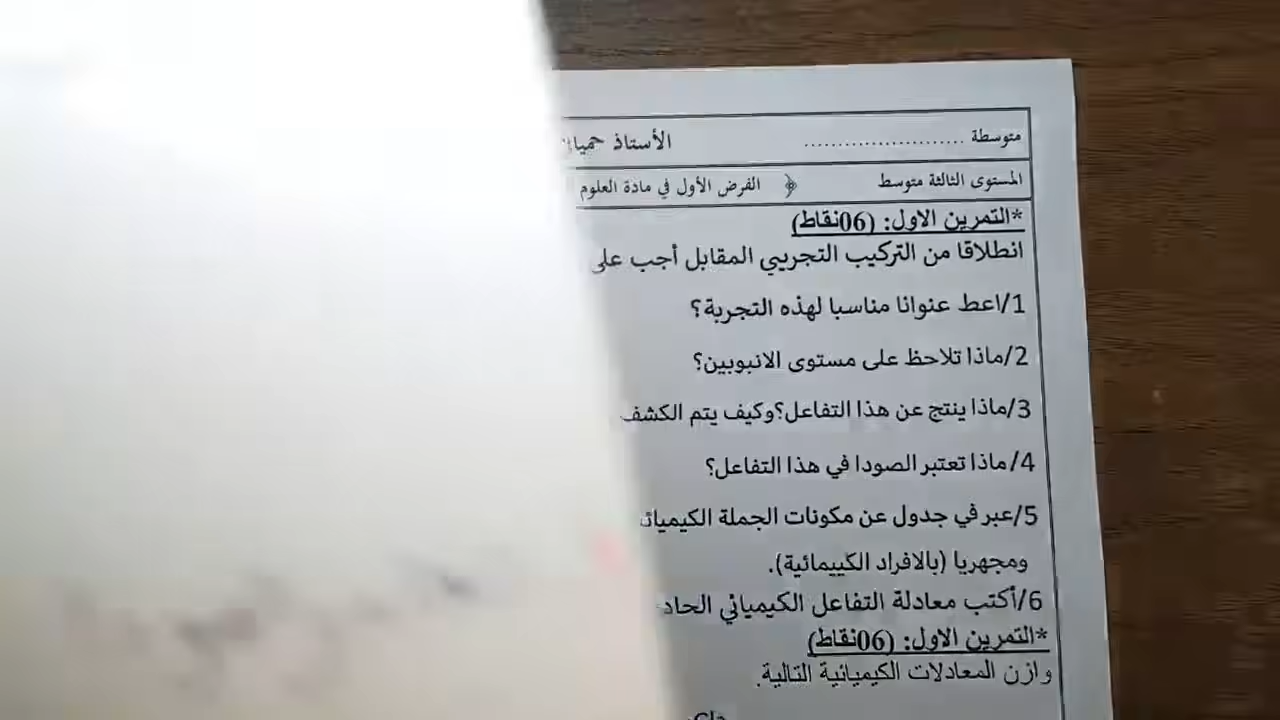 متوسطة ........................ الأستاذ
المستوى الثالثة متوسط الفرض الأول في مادة العلوم
*التمرين الاول: (06نقاط)
انطلاقا من التركيب التجريبي المقابل أجب على
1/اعط عنوانا مناسبا لهذه التجربة؟
2/ماذا تلاحظ على مستوى الانبوبين؟
3/ماذا ينتج عن هذا التفاعل؟وكيف يتم الكشف
4/ماذا تعتبر الصودا في هذا التفاعل؟
5/عبر في جدول عن مكونات الجملة
ومجهريا (بالافراد الكييمائية).
6/أكتب معادلة التفاعل الكيميائي
*التمرين الاول: (06نقاط)
وازن المعادلات الكيميائية التالية.